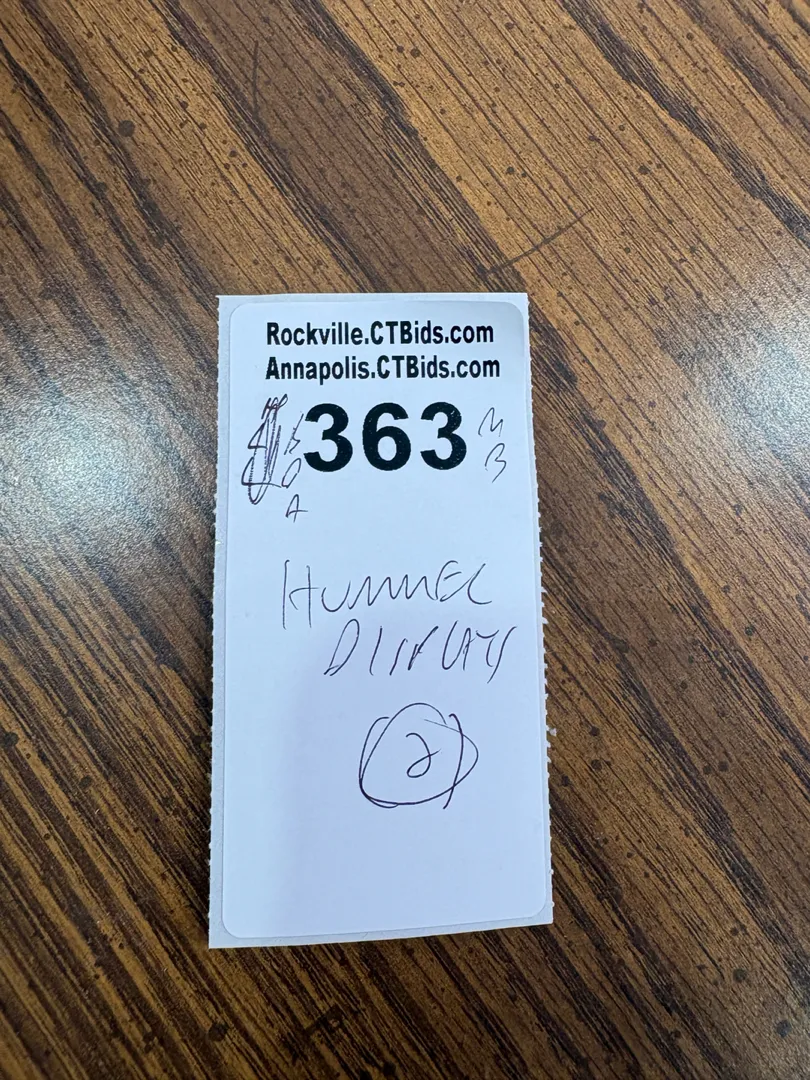 Rockville.CTBids.com
Annapolis.CTBids.com
363
M
B
A
HUMMEL
DISPLAYS
2